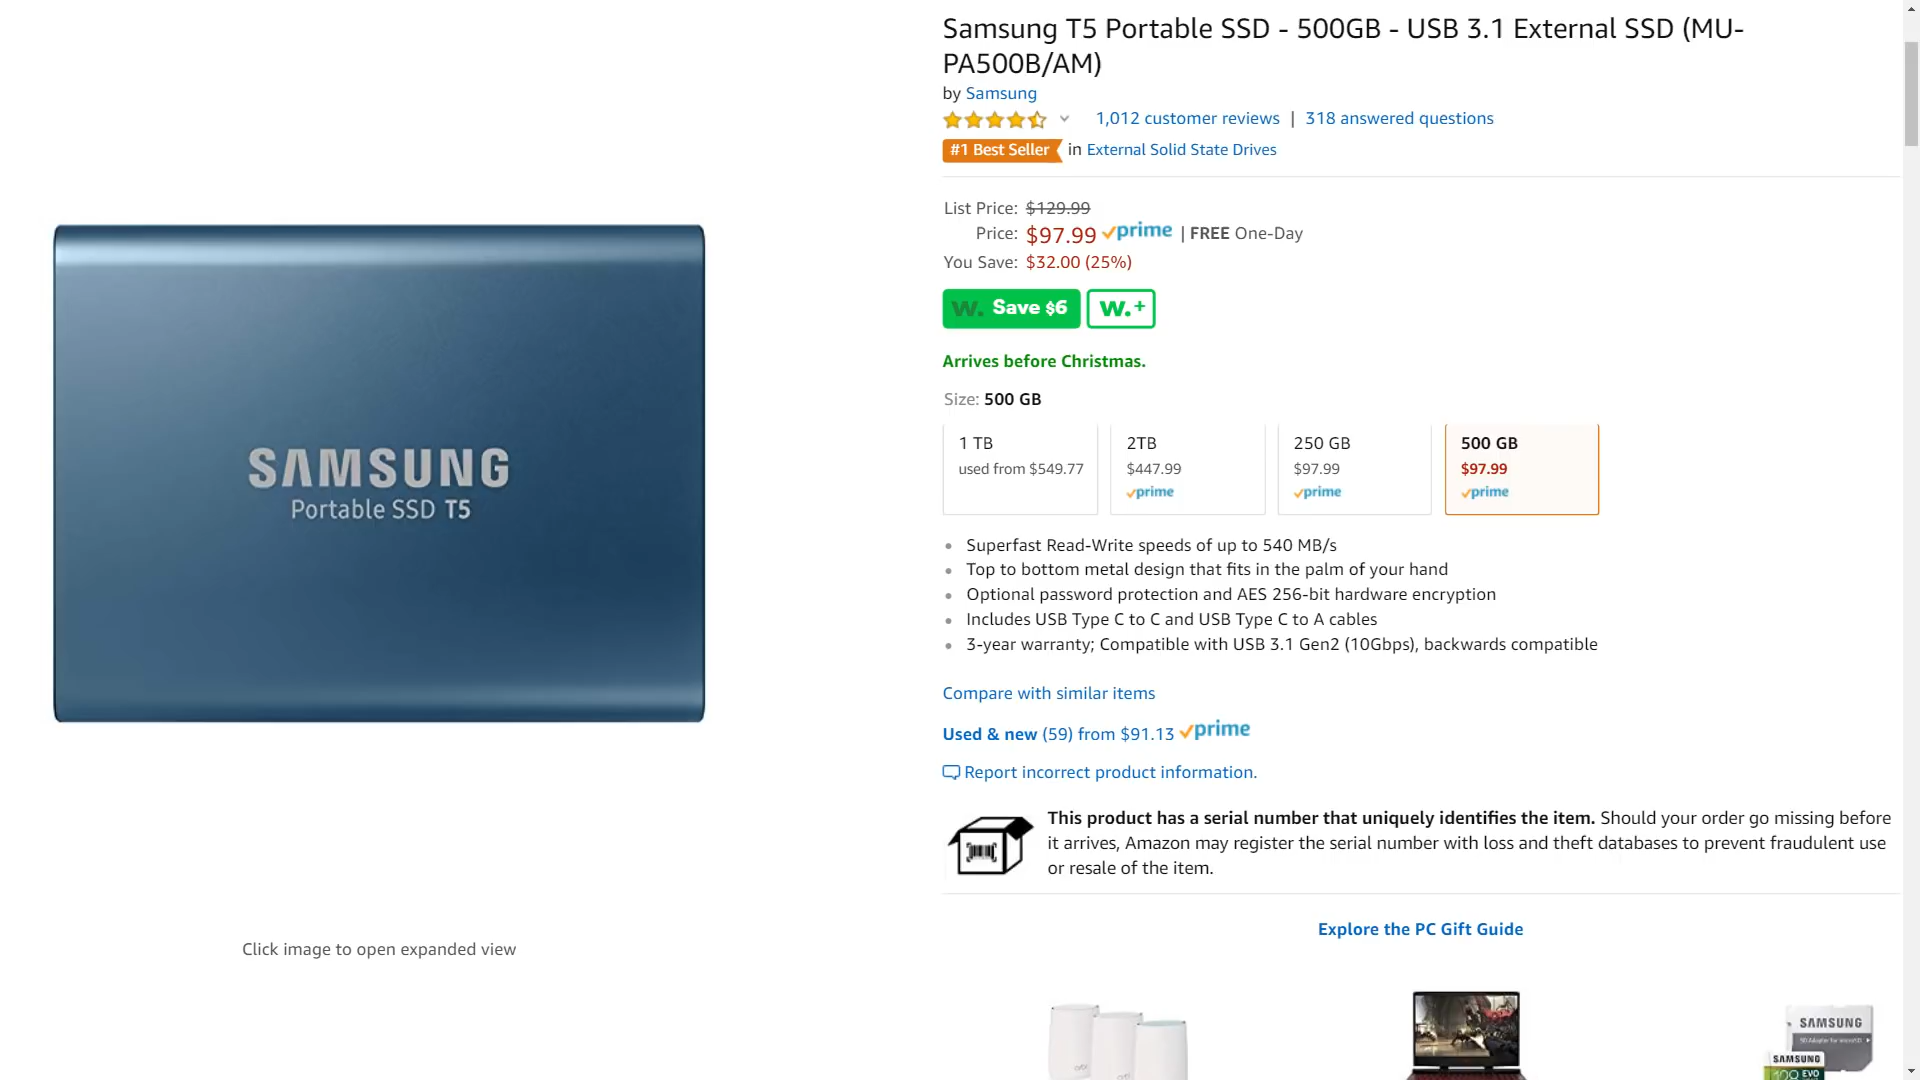 Samsung T5 Portable SSD - 500GB - USB 3.1 External SSD (MU-
PA500B/AM)
by Samsung
1,012 customer reviews | 318 answered questions
#1 Best Seller in External Solid State Drives
List Price: $129.99
Price: $97.99 prime | FREE One-Day
You Save: $32.00 (25%)
W. Save $6 W.+
Arrives before Christmas.
Size: 500 GB
1 TB
used from $549.77
2TB
$447.99
prime
250 GB
$97.99
prime
500 GB
$97.99
prime
Superfast Read-Write speeds of up to 540 MB/s
Top to bottom metal design that fits in the palm of your hand
Optional password protection and AES 256-bit hardware encryption
Includes USB Type C to C and USB Type C to A cables
3-year warranty; Compatible with USB 3.1 Gen2 (10Gbps), backwards compatible
Compare with similar items
Used & new (59) from $91.13 prime
Report incorrect product information.
This product has a serial number that uniquely identifies the item. Should your order go missing before
it arrives, Amazon may register the serial number with loss and theft databases to prevent fraudulent use
or resale of the item.
Explore the PC Gift Guide
SAMSUNG
Portable SSD T5
Click image to open expanded view
SAMSUNG
SD Adapter for microSD
SAMSUNG
EVO